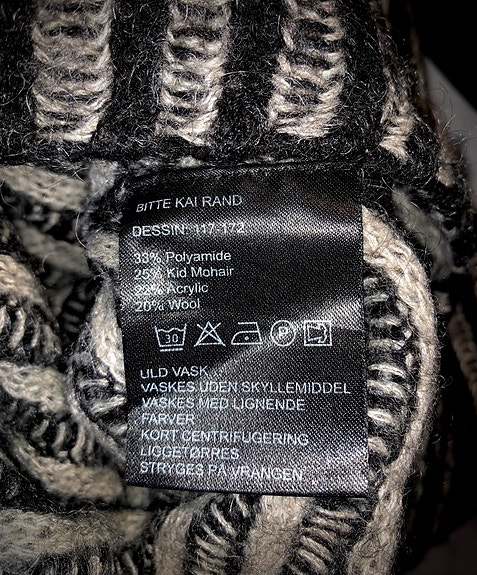 BITTE KAI RAND
DESSIN: 117-172
33% Polyamide
25% Kid Mohair
22% Acrylic
20% Wool
30 P
ULD VASK
VASKES UDEN SKYLLEMIDDEL
VASKES MED LIGNENDE
FARVER
KORT CENTRIFUGERING
LIGGETØRRES
STRYGES PÅ VRANGEN